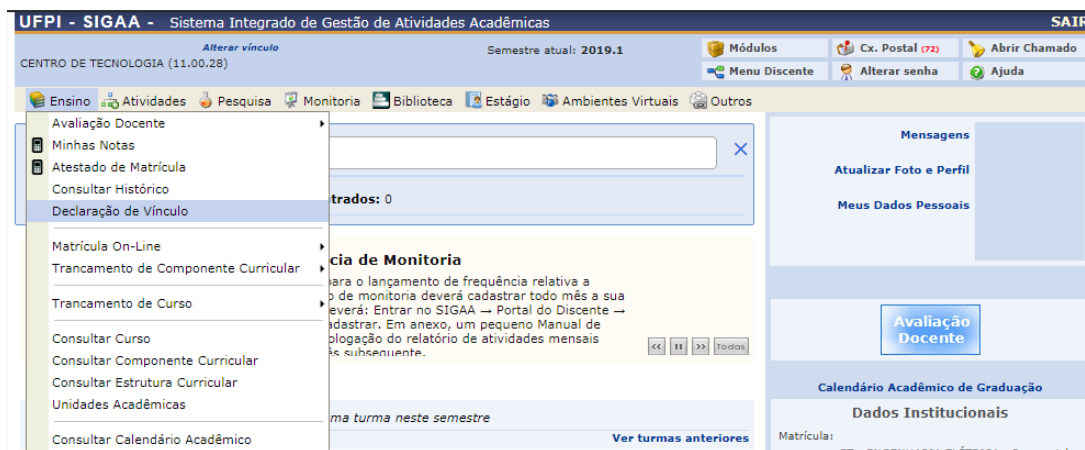 UFPI - SIGAA - Sistema Integrado de Gestão de Atividades Acadêmicas SAIR
Alterar vínculo
Semestre atual: 2019.1
CENTRO DE TECNOLOGIA (11.00.28)
Módulos Cx. Postal (72) Abrir Chamado
Menu Discente Alterar senha Ajuda
Ensino Atividades Pesquisa Monitoria Biblioteca Estágio Ambientes Virtuais Outros
Avaliação Docente
Minhas Notas
Atestado de Matrícula
Consultar Histórico
Declaração de Vínculo
Matrícula On-Line
Trancamento de Componente Curricular
Trancamento de Curso
Consultar Curso
Consultar Componente Curricular
Consultar Estrutura Curricular
Unidades Acadêmicas
Consultar Calendário Acadêmico
trados: 0
cia de Monitoria
para o lançamento de frequência relativa a
o de monitoria deverá cadastrar todo mês a sua
everá: Entrar no SIGAA → Portal do Discente →
adastrar. Em anexo, um pequeno Manual de
ologação do relatório de atividades mensais
ês subsequente.
<< II >> Todas
ma turma neste semestre
Ver turmas anteriores
Mensagens
Atualizar Foto e Perfil
Meus Dados Pessoais
Avaliação
Docente
Calendário Acadêmico de Graduação
Dados Institucionais
Matrícula: